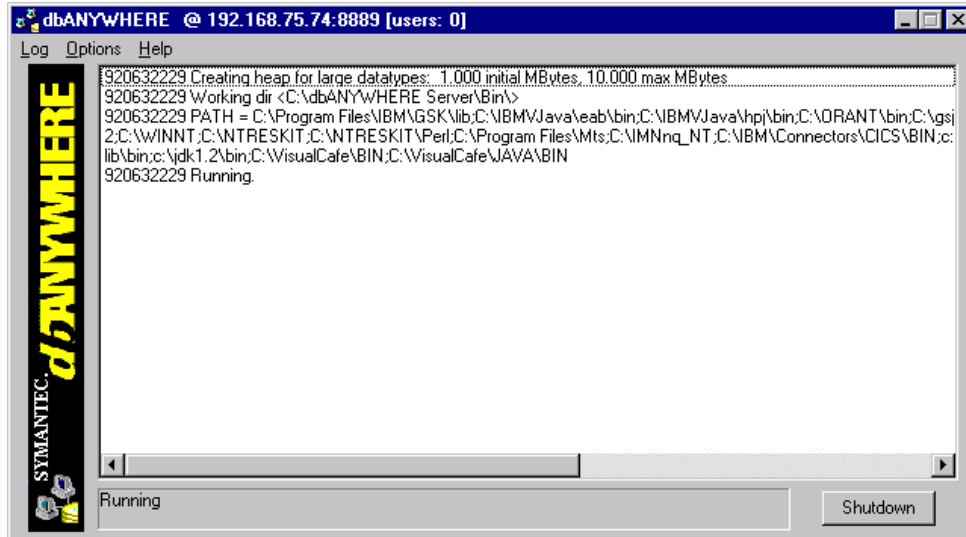 dbANYWHERE @ 192.168.75.74:8889 [users: 0]
Log Options Help
920632229 Creating heap for large datatypes: 1.000 initial MBytes, 10.000 max MBytes
920632229 Working dir <C:\dbANYWHERE Server\Bin\>
920632229 PATH = C:\Program Files\IBM\GSK\lib;C:\IBMVJava\eab\bin;C:\IBMVJava\hpj\bin;C:\ORANT\bin;C:\gsj
2;C:\WINNT;C:\NTRESKIT;C:\NTRESKIT\Perl;C:\Program Files\Mts;C:\IMNnq_NT;C:\IBM\Connectors\CICS\BIN;c:
lib\bin;c:\jdk1.2\bin;C:\VisualCafe\BIN;C:\VisualCafe\JAVA\BIN
920632229 Running.
SYMANTEC. dbANYWHERE
Running
Shutdown